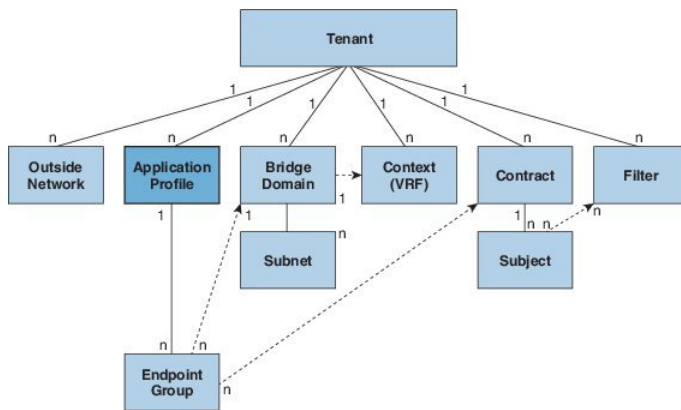 Tenant
1 1 1 1 1 1
n n n n n n
Outside Network
Application Profile
Bridge Domain
Context (VRF)
Contract
Filter
1 1 1 1 n n n
Subnet
n
Subject
n n
n
Endpoint Group